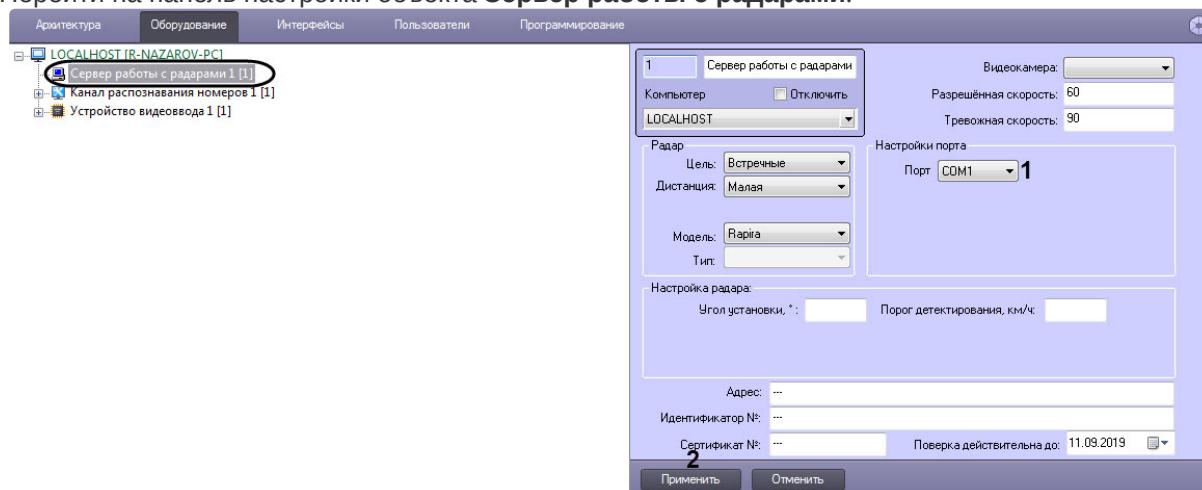 Перейти на панель настройки объекта Сервер работы с радарами.
Архитектура Оборудование Интерфейсы Пользователи Программирование
LOCALHOST [R-NAZAROV-PC]
Сервер работы с радарами 1 [1]
Канал распознавания номеров 1 [1]
Устройство видеоввода 1 [1]
1 Сервер работы с радарами
Компьютер Отключить
LOCALHOST
Видеокамера:
Разрешённая скорость: 60
Тревожная скорость: 90
Радар
Цель: Встречные
Дистанция: Малая
Модель: Rapira
Тип:
Настройки порта
Порт COM1 1
Настройка радара:
Угол установки, ° : Порог детектирования, км/ч:
Адрес: ---
Идентификатор №: ---
Сертификат №: --- Поверка действительна до: 11.09.2019
2
Применить Отменить